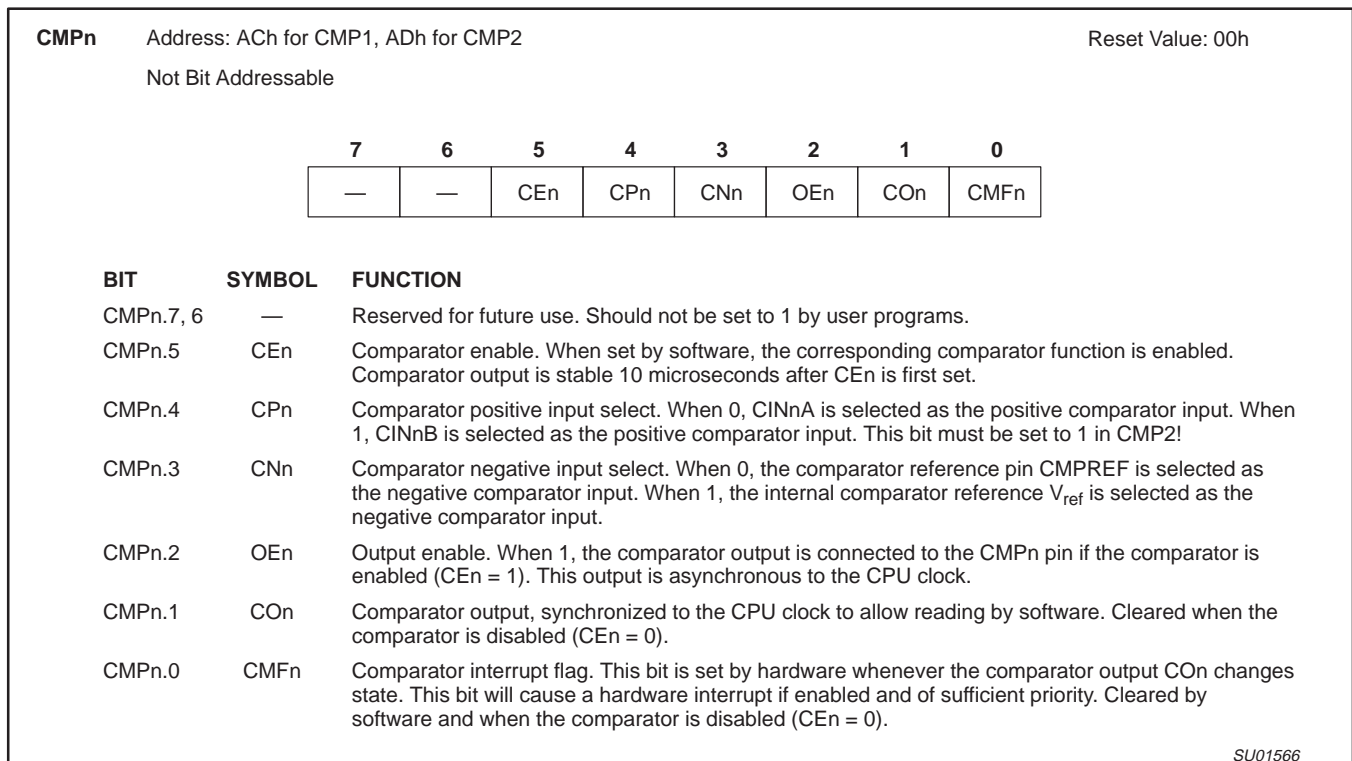 CMPn Address: ACh for CMP1, ADh for CMP2 Reset Value: 00h
Not Bit Addressable
7 6 5 4 3 2 1 0
— — CEn CPn CNn OEn COn CMFn
BIT SYMBOL FUNCTION
CMPn.7, 6 — Reserved for future use. Should not be set to 1 by user programs.
CMPn.5 CEn Comparator enable. When set by software, the corresponding comparator function is enabled.
Comparator output is stable 10 microseconds after CEn is first set.
CMPn.4 CPn Comparator positive input select. When 0, CINnA is selected as the positive comparator input. When
1, CINnB is selected as the positive comparator input. This bit must be set to 1 in CMP2!
CMPn.3 CNn Comparator negative input select. When 0, the comparator reference pin CMPREF is selected as
the negative comparator input. When 1, the internal comparator reference Vref is selected as the
negative comparator input.
CMPn.2 OEn Output enable. When 1, the comparator output is connected to the CMPn pin if the comparator is
enabled (CEn = 1). This output is asynchronous to the CPU clock.
CMPn.1 COn Comparator output, synchronized to the CPU clock to allow reading by software. Cleared when the
comparator is disabled (CEn = 0).
CMPn.0 CMFn Comparator interrupt flag. This bit is set by hardware whenever the comparator output COn changes
state. This bit will cause a hardware interrupt if enabled and of sufficient priority. Cleared by
software and when the comparator is disabled (CEn = 0).
SU01566